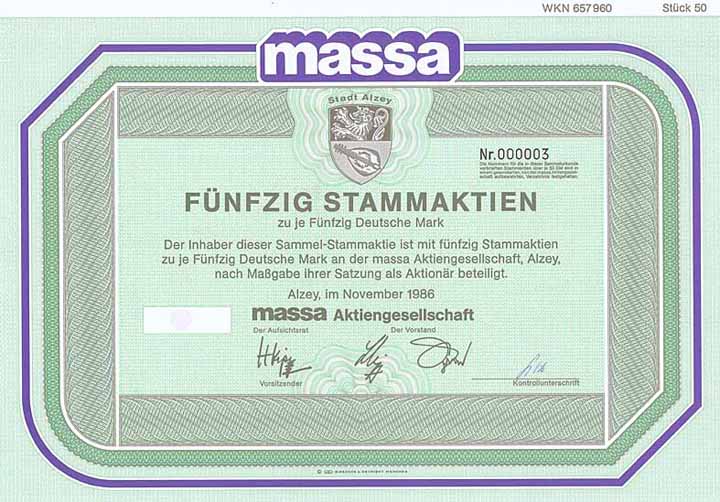 WKN 657 960 Stück 50
massa
Stadt Alzey
Nr.000003
FÜNFZIG STAMMAKTIEN
zu je Fünfzig Deutsche Mark
Der Inhaber dieser Sammel-Stammaktie ist mit fünfzig Stammaktien
zu je Fünfzig Deutsche Mark an der massa Aktiengesellschaft, Alzey,
nach Maßgabe ihrer Satzung als Aktionär beteiligt.
Alzey, im November 1986
massa Aktiengesellschaft
Der Aufsichtsrat Der Vorstand
Vorsitzender
Kontrollunterschrift